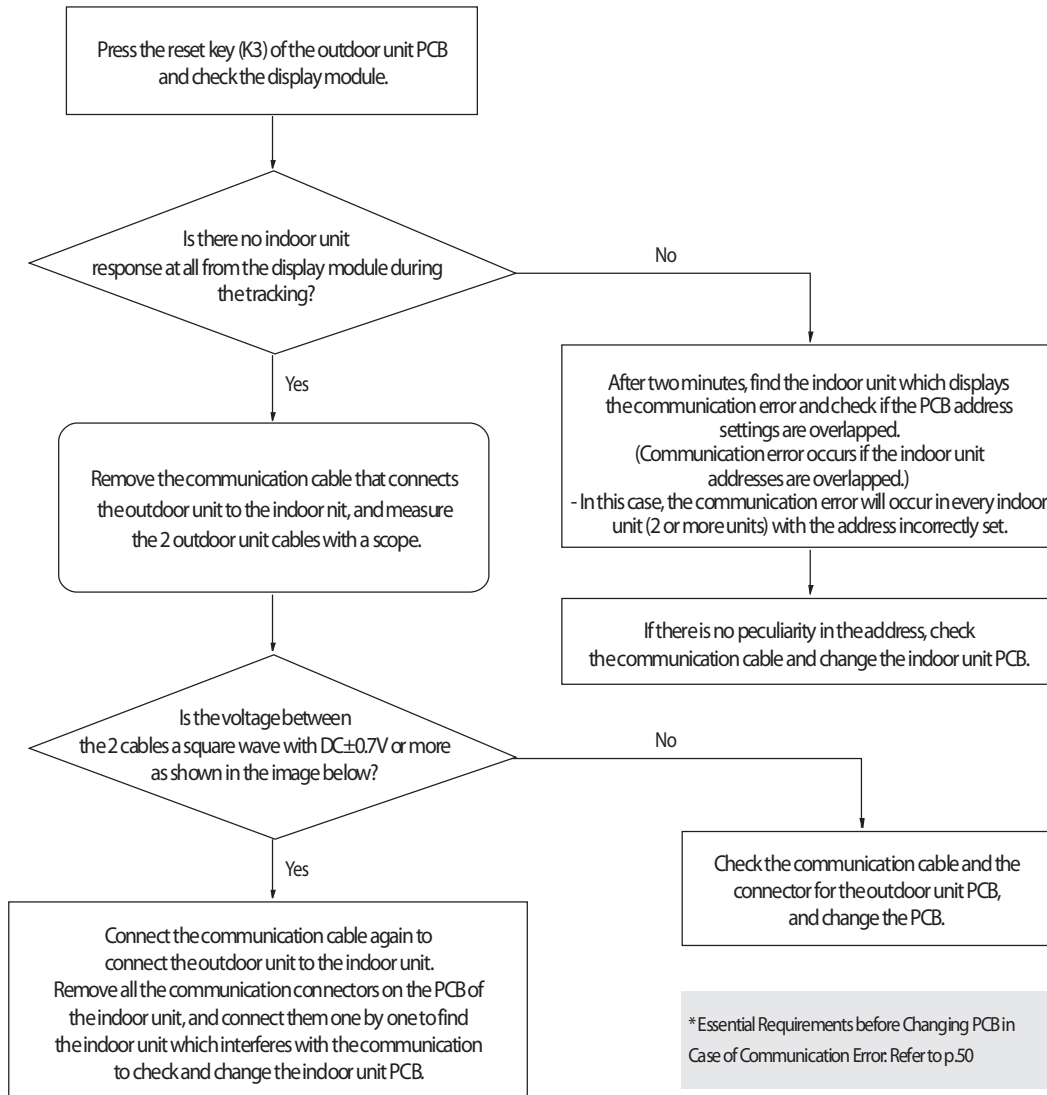 Press the reset key (K3) of the outdoor unit PCB
and check the display module.
Is there no indoor unit
response at all from the display module during
the tracking?
No
Yes
After two minutes, find the indoor unit which displays
the communication error and check if the PCB address
settings are overlapped.
(Communication error occurs if the indoor unit
addresses are overlapped.)
- In this case, the communication error will occur in every indoor
unit (2 or more units) with the address incorrectly set.
Remove the communication cable that connects
the outdoor unit to the indoor nit, and measure
the 2 outdoor unit cables with a scope.
If there is no peculiarity in the address, check
the communication cable and change the indoor unit PCB.
Is the voltage between
the 2 cables a square wave with DC±0.7V or more
as shown in the image below?
No
Yes
Check the communication cable and the
connector for the outdoor unit PCB,
and change the PCB.
Connect the communication cable again to
connect the outdoor unit to the indoor unit.
Remove all the communication connectors on the PCB of
the indoor unit, and connect them one by one to find
the indoor unit which interferes with the communication
to check and change the indoor unit PCB.
* Essential Requirements before Changing PCB in
Case of Communication Error: Refer to p.50